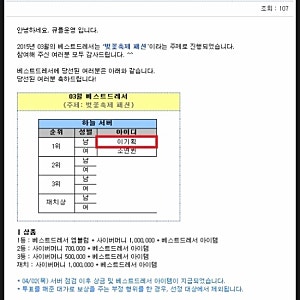 조회 : 107
안녕하세요. 큐플운영 입니다.
2015년 03월의 베스트드레서는 '벚꽃축제 패션'이라는 주제로 진행되었습니다.
참여해 주신 여러분 모두 감사드립니다. ^^
베스트드레서에 당선된 여러분은 아래와 같습니다.
당선된 여러분 축하드립니다!
03월 베스트드레서
(주제: 벚꽃축제 패션)
하늘 서버
순위 성별 아이디
1위 남 이기획
여 소년퀸
2위 남
여
3위 남
여
재치상
Ⅱ 상품
1등 : 베스트드레서 엠블럼 + 사이버머니 1,000,000 + 베스트드레서 아이템
2등 : 사이버머니 700,000 + 베스트드레서 아이템
3등 : 사이버머니 500,000 + 베스트드레서 아이템
재치 : 사이버머니 1,000,000 + 베스트드레서 아이템
* 04/02(목) 서버 점검 이후 상금 및 베스트드레서 아이템이 지급되었습니다.
* 투표를 해준 대가로 보상을 주는 부정 행위를 한 경우, 선정 대상에서 제외됩니다.